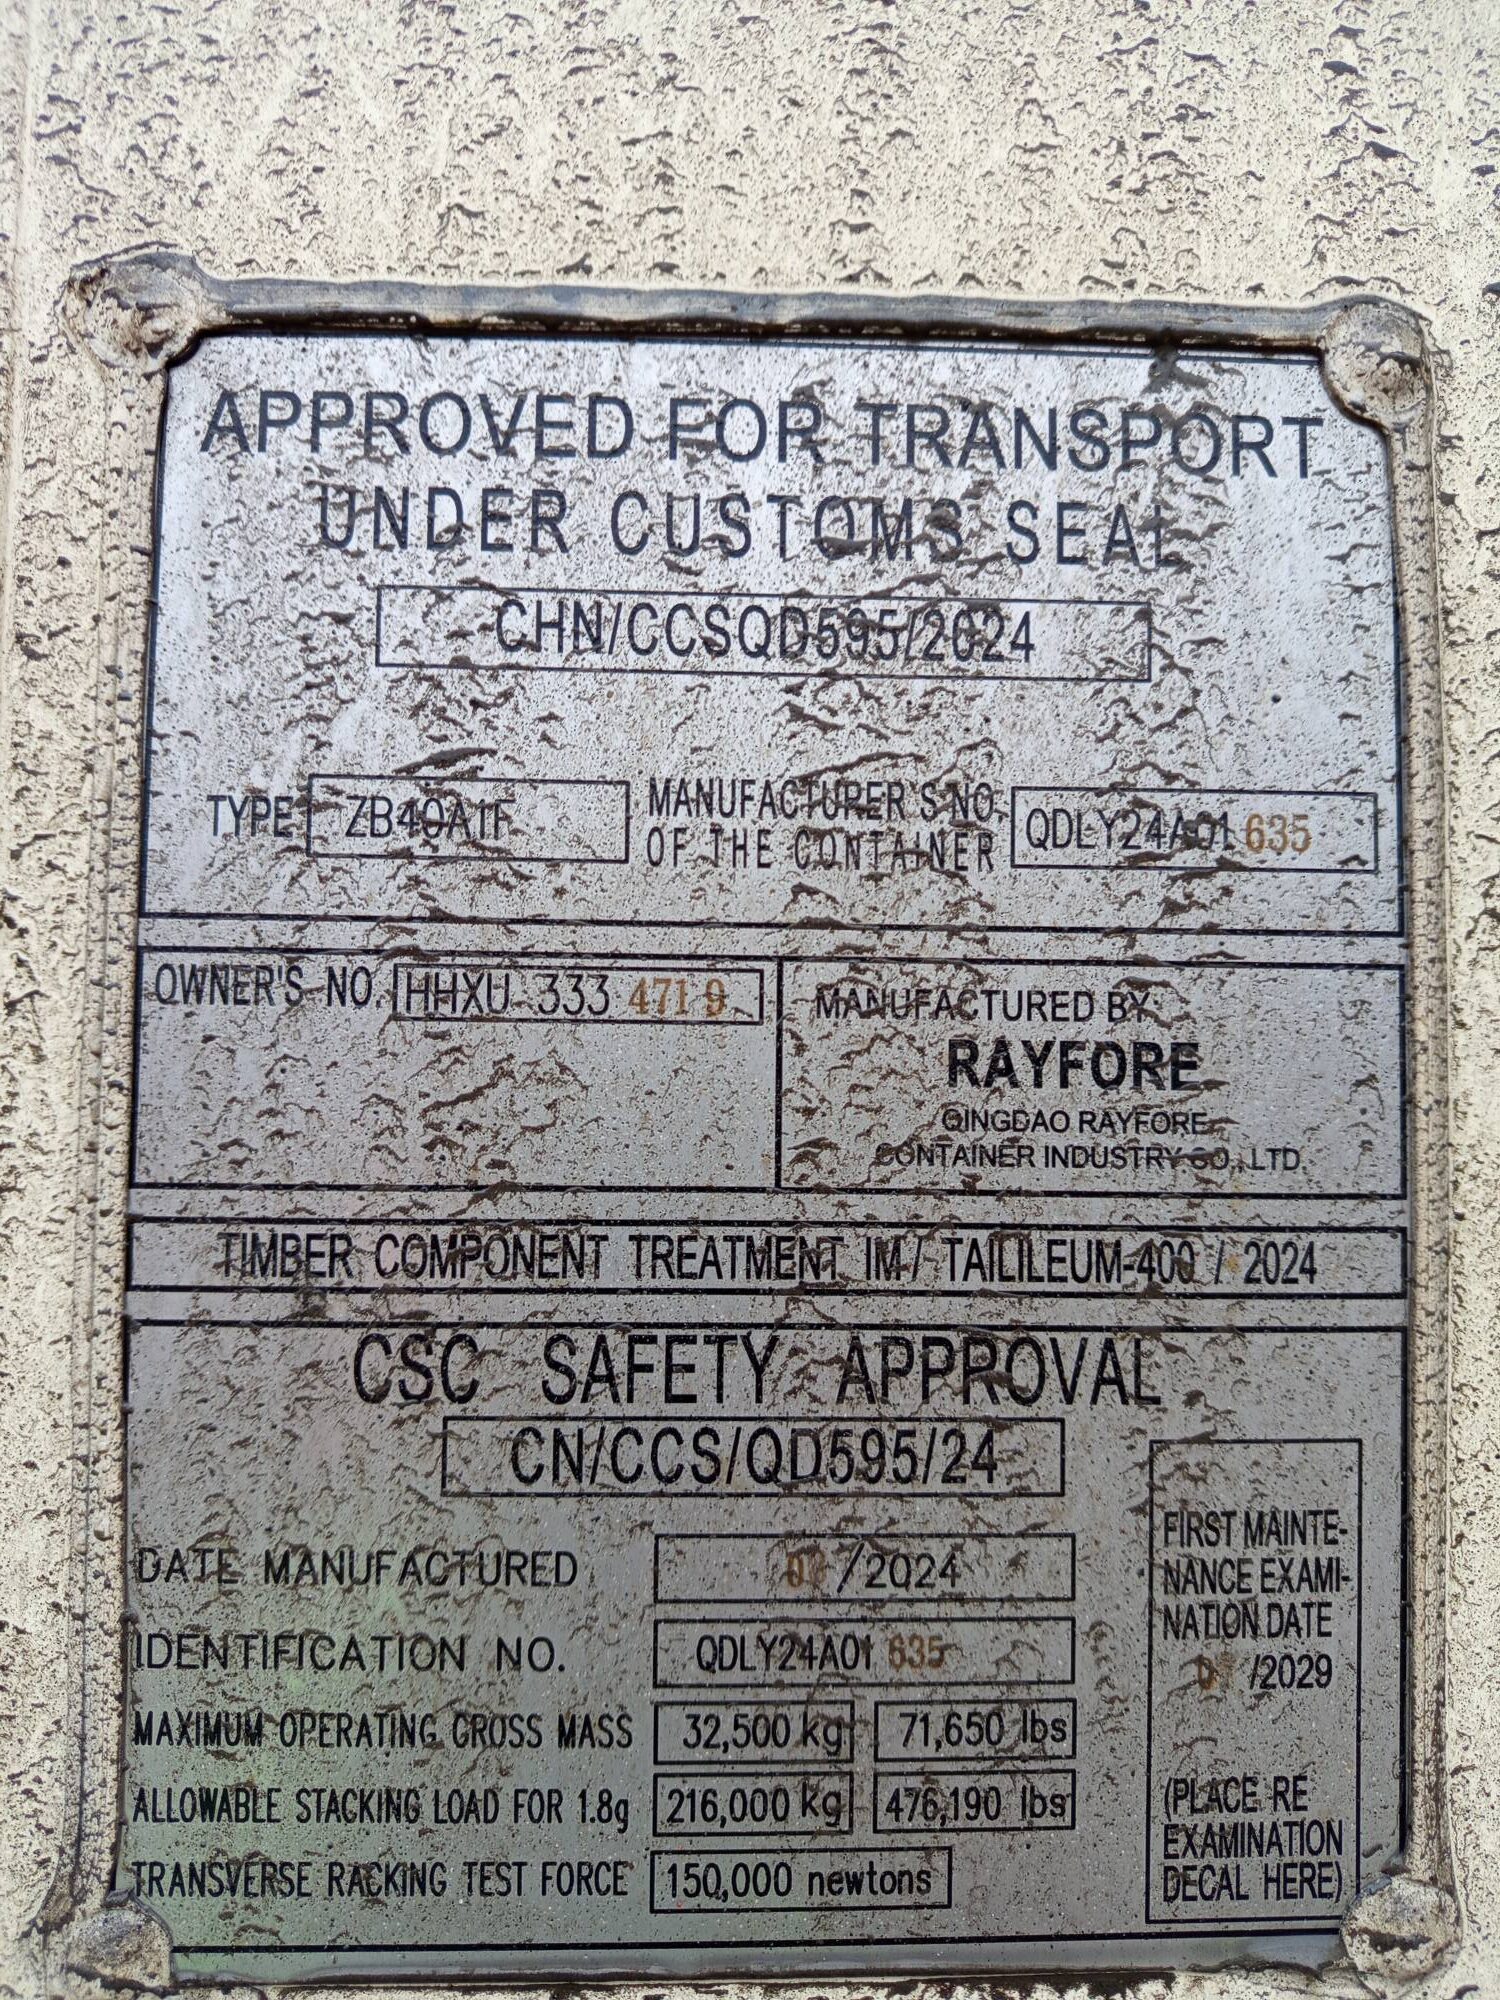 APPROVED FOR TRANSPORT
UNDER CUSTOMS SEAL
CHN/CCSQD595/2024
TYPE ZB40A1F
MANUFACTURER'S NO.
OF THE CONTAINER
QDLY24A01 635
OWNER'S NO. HHXU 333 471 9
MANUFACTURED BY:
RAYFORE
QINGDAO RAYFORE
CONTAINER INDUSTRY CO.,LTD.
TIMBER COMPONENT TREATMENT IM / TAILILEUM-400 / 2024
CSC SAFETY APPROVAL
CN/CCS/QD595/24
DATE MANUFACTURED /2024
IDENTIFICATION NO. QDLY24A01 635
MAXIMUM OPERATING GROSS MASS 32,500 kg 71,650 lbs
ALLOWABLE STACKING LOAD FOR 1.8g 216,000 kg 476,190 lbs
TRANSVERSE RACKING TEST FORCE 150,000 newtons
FIRST MAINTE-
NANCE EXAMI-
NATION DATE
/2029
(PLACE RE
EXAMINATION
DECAL HERE)